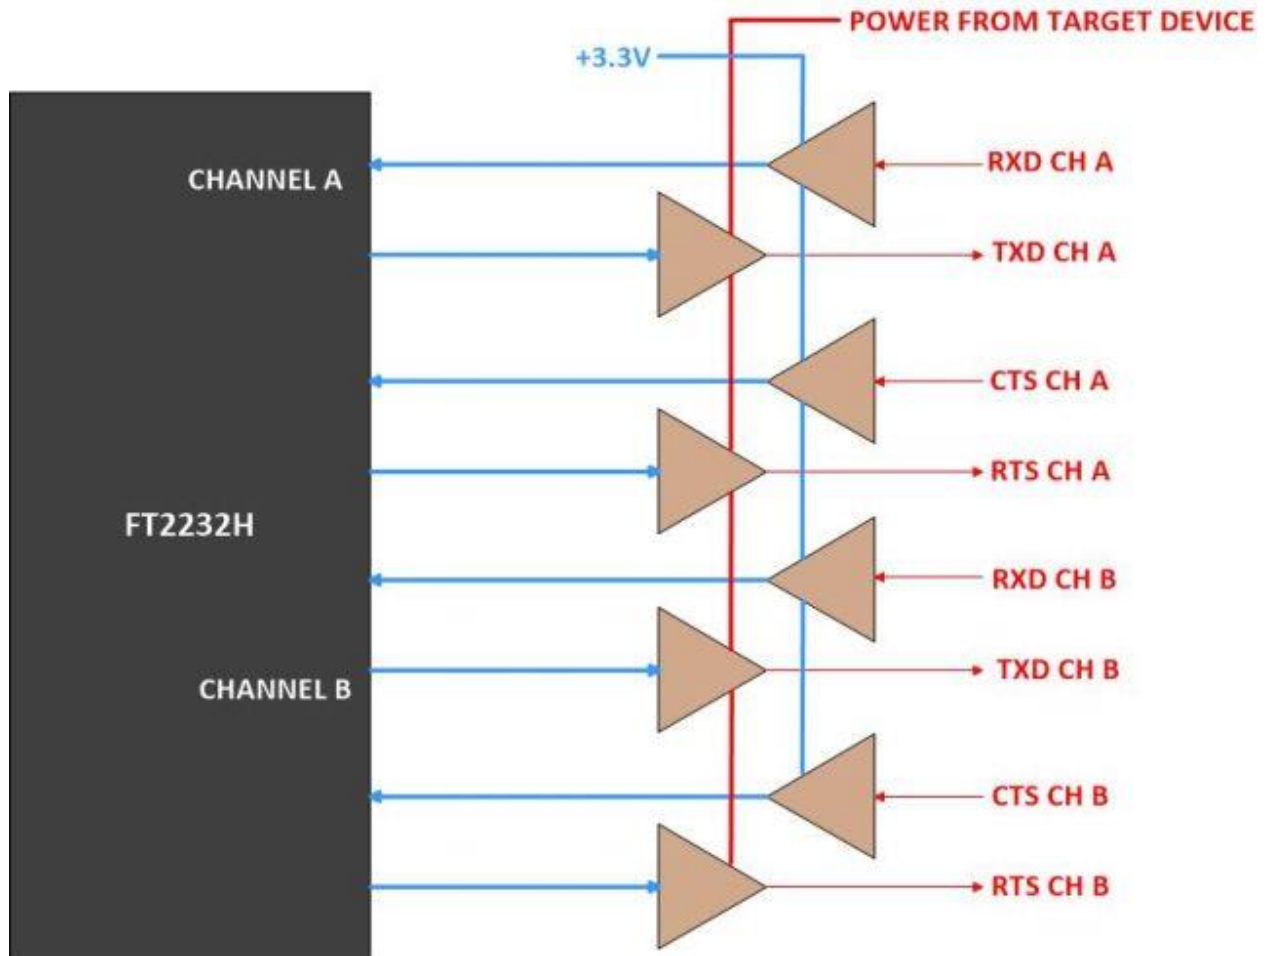 POWER FROM TARGET DEVICE
+3.3V
RXD CH A
CHANNEL A
TXD CH A
CTS CH A
RTS CH A
FT2232H
RXD CH B
TXD CH B
CHANNEL B
CTS CH B
RTS CH B